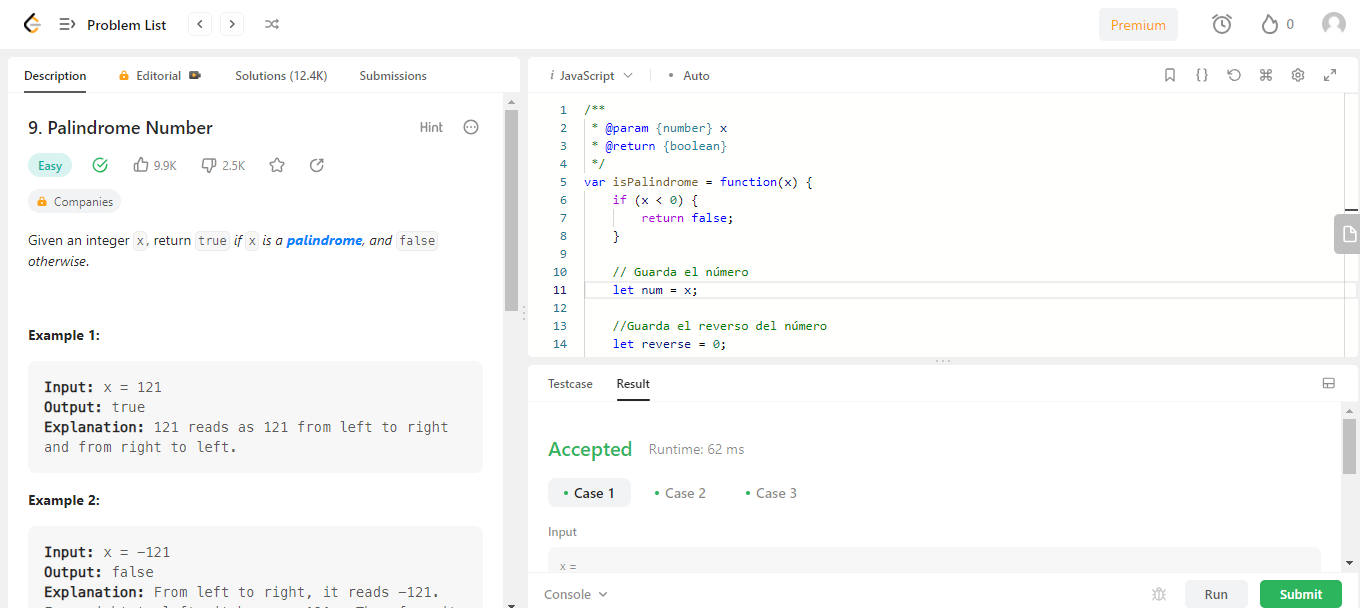 Problem List
Premium
0
Description
Editorial
Solutions (12.4K)
Submissions
9. Palindrome Number
Hint
Easy
9.9K
2.5K
Companies
Given an integer x, return true if x is a palindrome, and false
otherwise.
Example 1:
Input: x = 121
Output: true
Explanation: 121 reads as 121 from left to right
and from right to left.
Example 2:
Input: x = -121
Output: false
Explanation: From left to right, it reads -121.
i JavaScript
• Auto
1 /**
2 * @param {number} x
3 * @return {boolean}
4 */
5 var isPalindrome = function(x) {
6 if (x < 0) {
7 return false;
8 }
9
10 // Guarda el número
11 let num = x;
12
13 //Guarda el reverso del número
14 let reverse = 0;
Testcase
Result
Accepted
Runtime: 62 ms
• Case 1
• Case 2
• Case 3
Input
x =
Console
Run
Submit